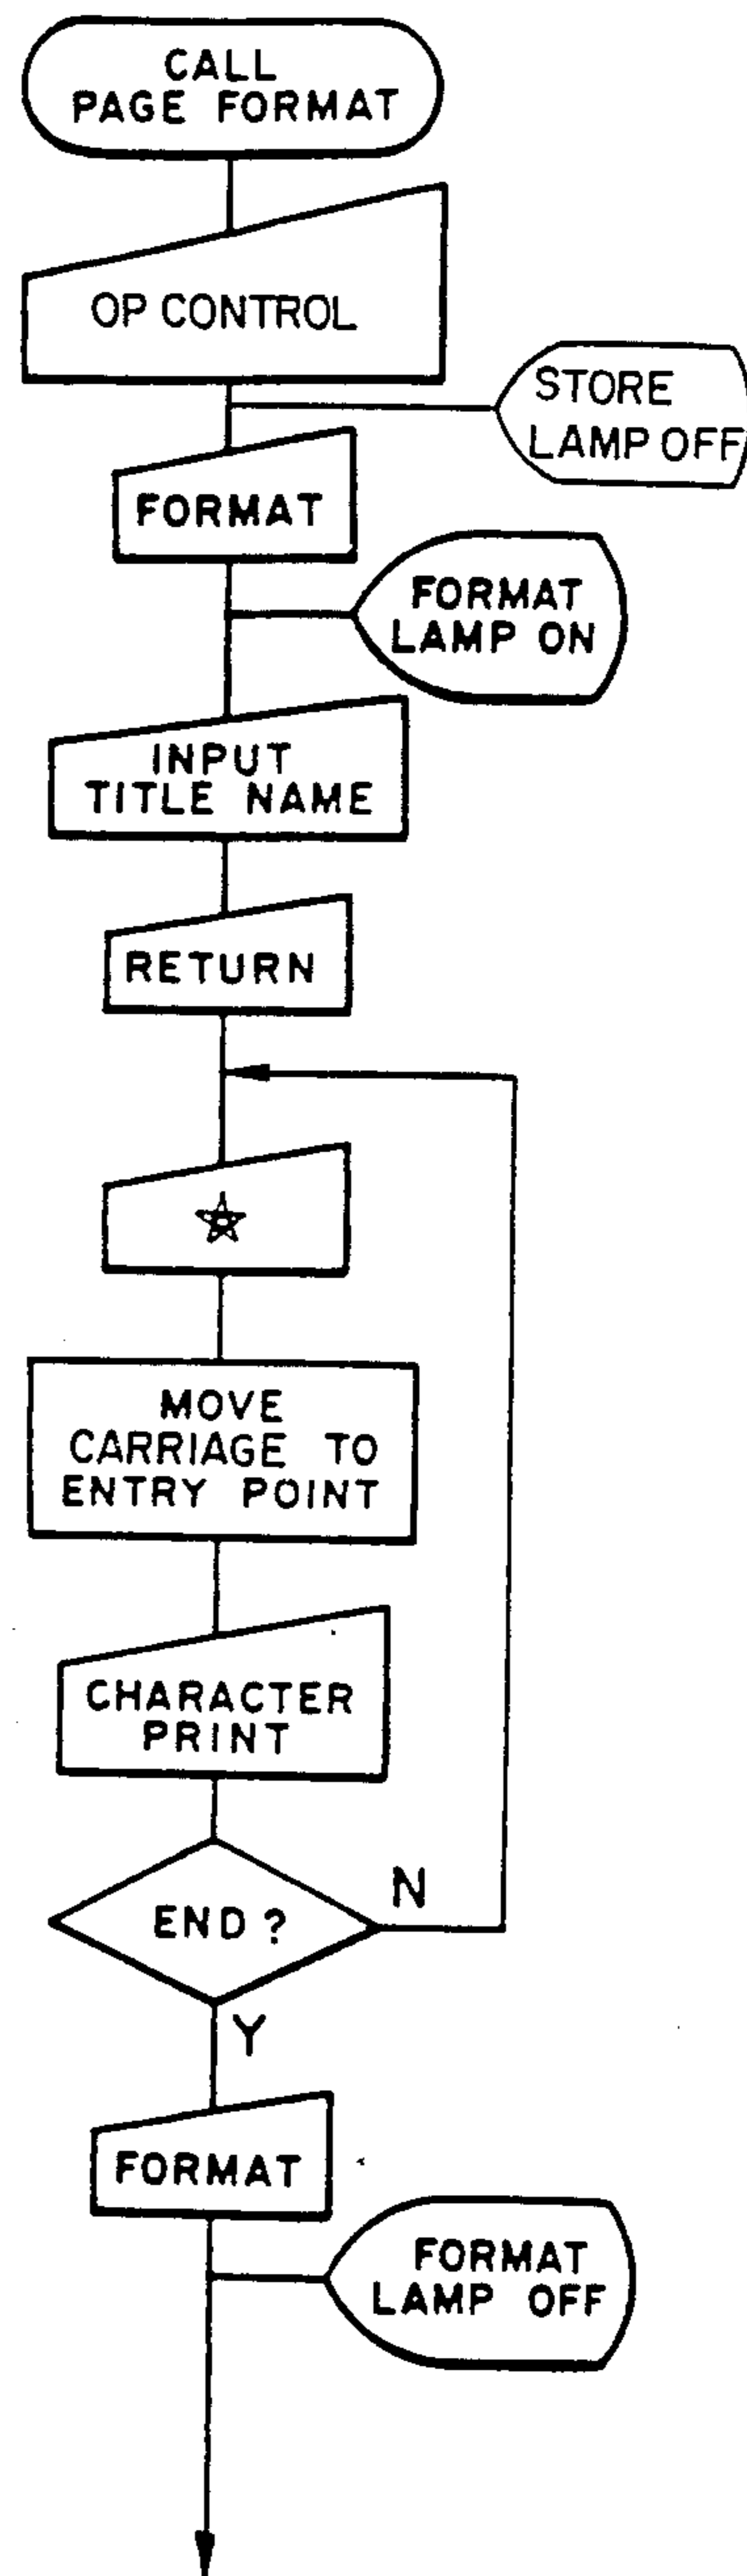 CALL
PAGE FORMAT
OP CONTROL
STORE
LAMP OFF
FORMAT
FORMAT
LAMP ON
INPUT
TITLE NAME
RETURN
☆
MOVE
CARRIAGE TO
ENTRY POINT
CHARACTER
PRINT
END ?
N
Y
FORMAT
FORMAT
LAMP OFF